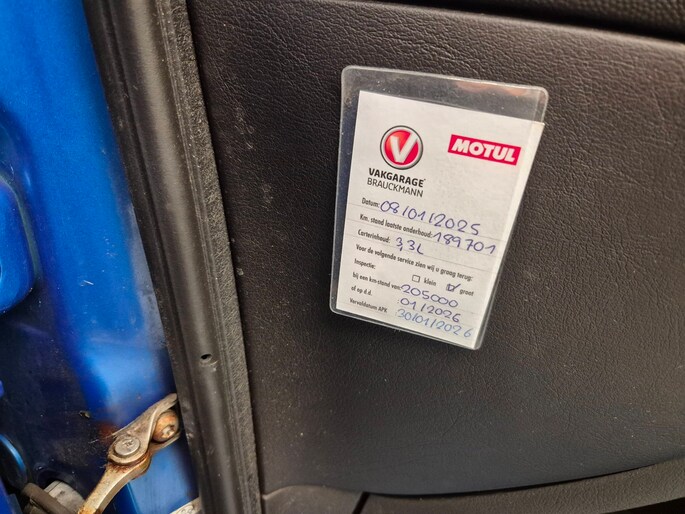 V
MOTUL
VAKGARAGE
BRAUCKMANN
Datum: 08/01/2025
Km. stand laatste onderhoud: 189701
Carterinhoud: 3,3L
Voor de volgende service zien wij u graag terug:
Inspectie: klein groot
bij een km-stand van: 205000
of op d.d. 01/2026
Vervaldatum APK 30/01/2026